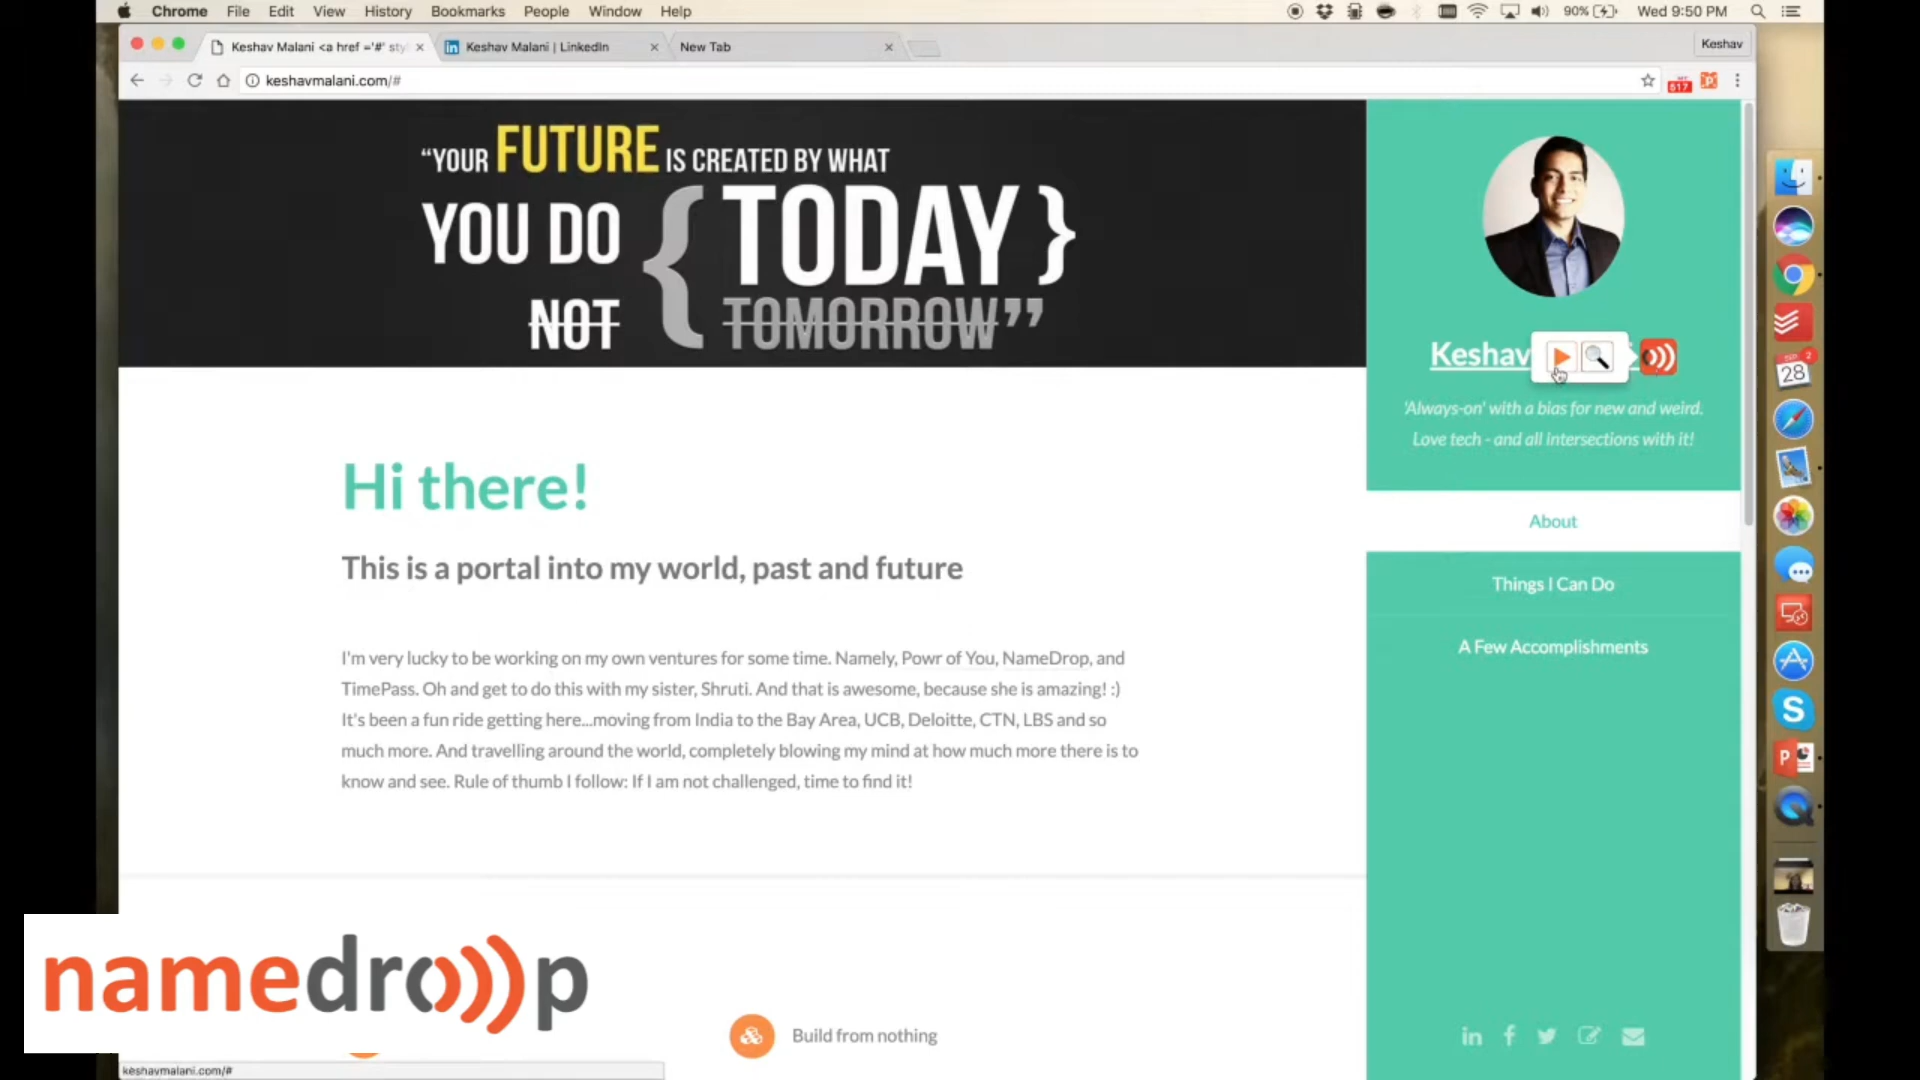 Chrome File Edit View History Bookmarks People Window Help
90% Wed 9:50 PM
Keshav Malani <a href ='#' sty
Keshav Malani | LinkedIn
New Tab
Keshav
keshavmalani.com/#
517
“YOUR FUTURE IS CREATED BY WHAT
YOU DO { TODAY }
NOT TOMORROW”
Keshav
'Always-on' with a bias for new and weird.
Love tech - and all intersections with it!
About
Things I Can Do
A Few Accomplishments
Hi there!
This is a portal into my world, past and future
I'm very lucky to be working on my own ventures for some time. Namely, Powr of You, NameDrop, and
TimePass. Oh and get to do this with my sister, Shruti. And that is awesome, because she is amazing! :)
It's been a fun ride getting here...moving from India to the Bay Area, UCB, Deloitte, CTN, LBS and so
much more. And travelling around the world, completely blowing my mind at how much more there is to
know and see. Rule of thumb I follow: If I am not challenged, time to find it!
28
namedrop
Build from nothing
keshavmalani.com/#